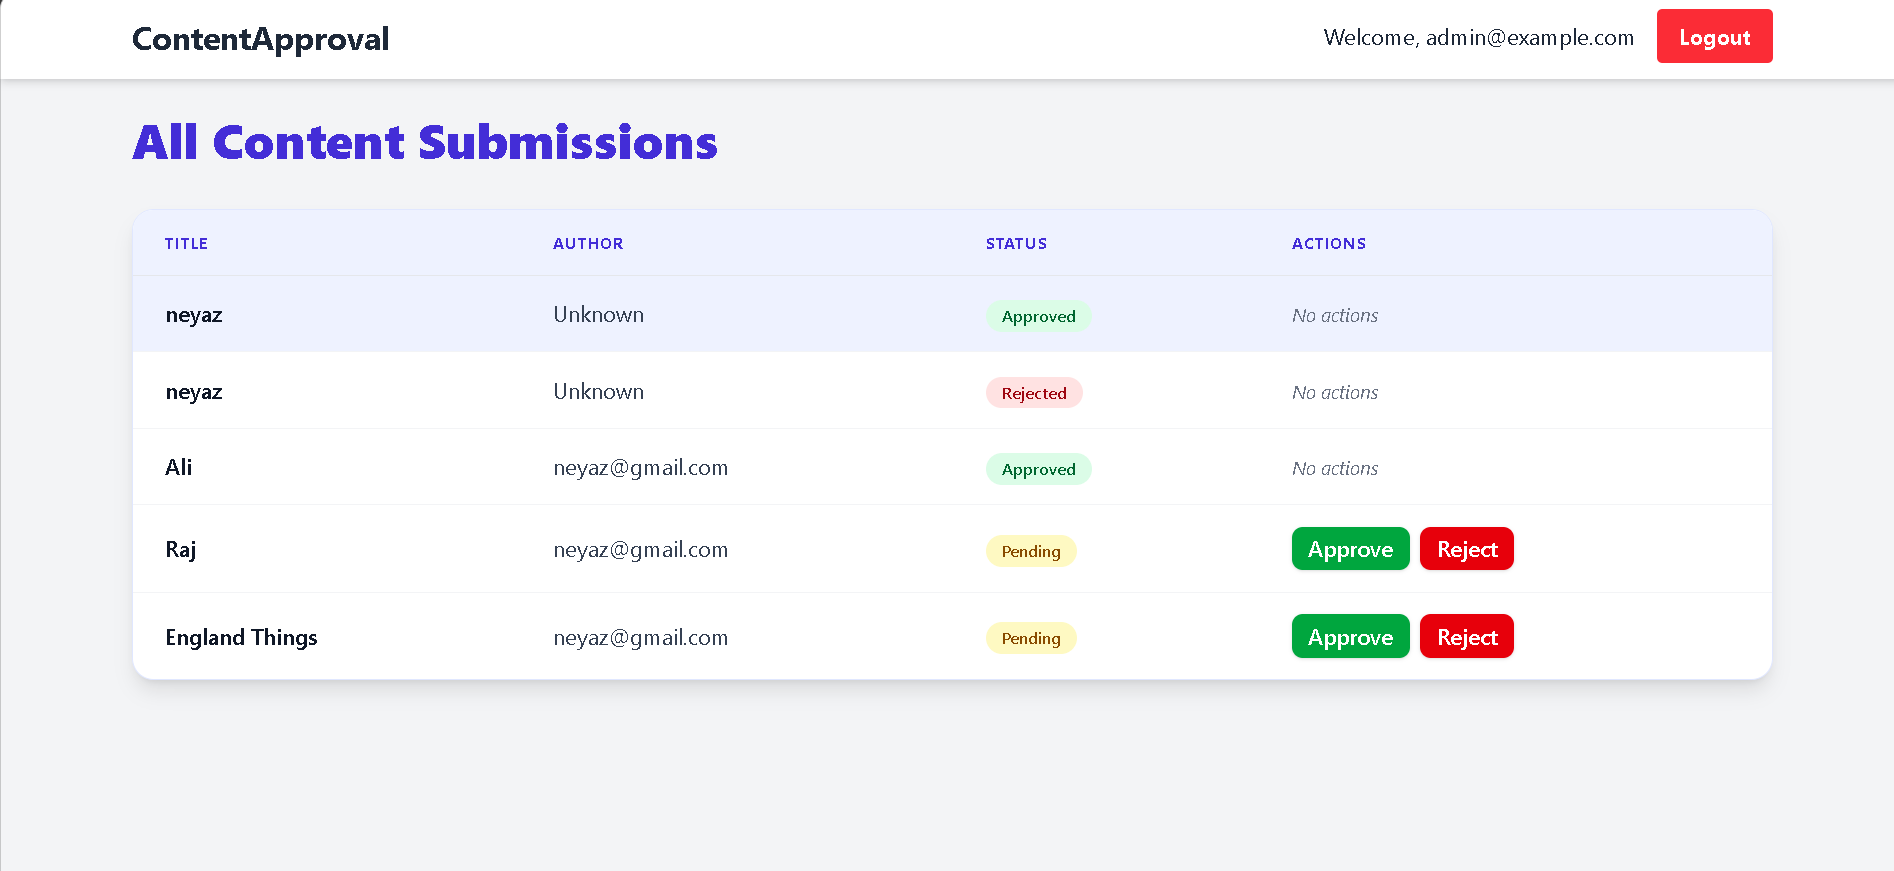 ContentApproval Welcome, admin@example.com Logout
All Content Submissions
TITLE AUTHOR STATUS ACTIONS
neyaz Unknown Approved No actions
neyaz Unknown Rejected No actions
Ali neyaz@gmail.com Approved No actions
Raj neyaz@gmail.com Pending Approve Reject
England Things neyaz@gmail.com Pending Approve Reject